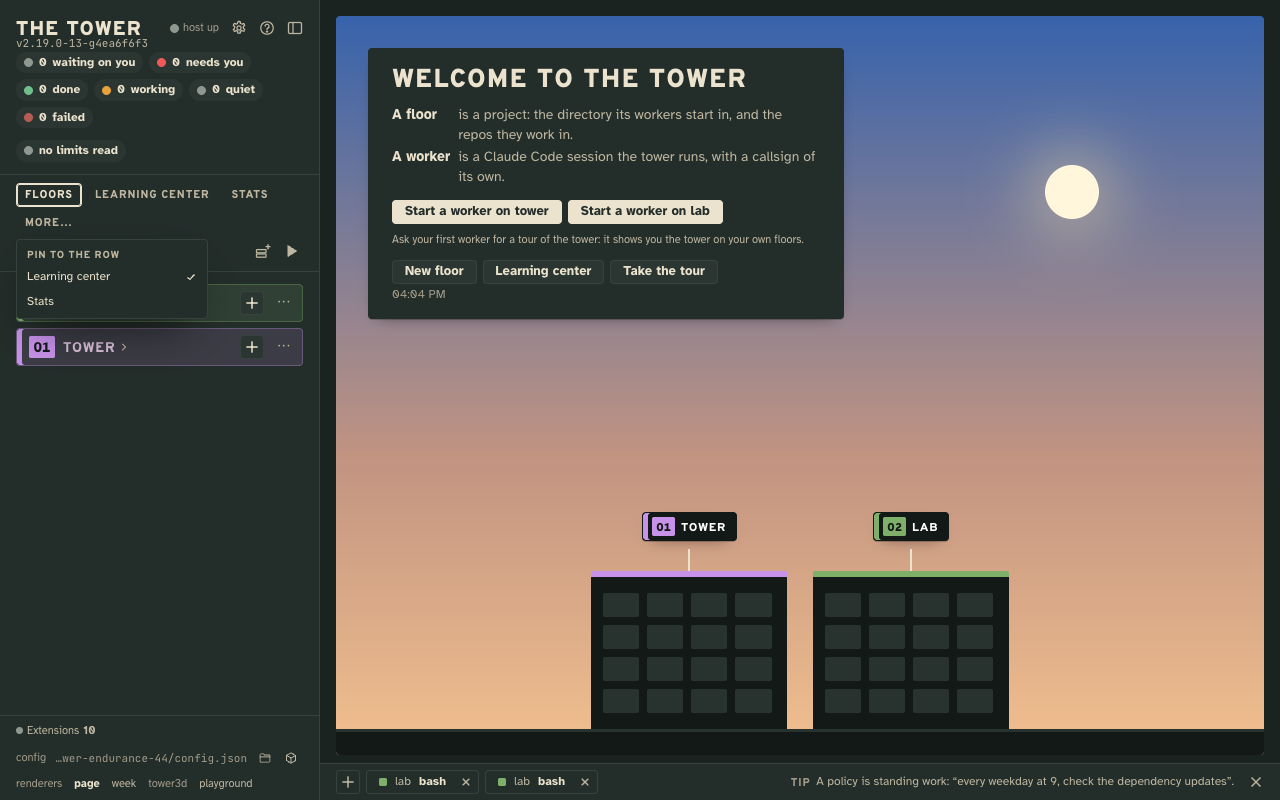 THE TOWER
host up
v2.19.0-13-g4ea6f6f3
0 waiting on you
0 needs you
0 done
0 working
0 quiet
0 failed
no limits read
FLOORS
LEARNING CENTER
STATS
MORE...
PIN TO THE ROW
Learning center
Stats
01 TOWER
Extensions 10
config …wer-endurance-44/config.json
renderers page week tower3d playground
WELCOME TO THE TOWER
A floor is a project: the directory its workers start in, and the
repos they work in.
A worker is a Claude Code session the tower runs, with a callsign of
its own.
Start a worker on tower
Start a worker on lab
Ask your first worker for a tour of the tower: it shows you the tower on your own floors.
New floor
Learning center
Take the tour
04:04 PM
01 TOWER
02 LAB
lab bash
lab bash
TIP A policy is standing work: “every weekday at 9, check the dependency updates”.